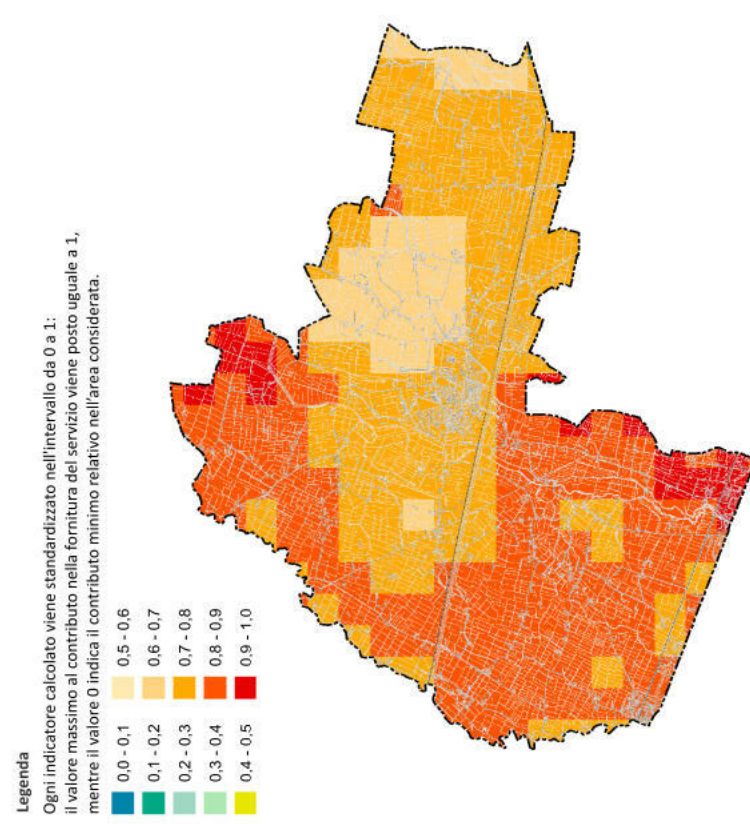 Legenda
Ogni indicatore calcolato viene standardizzato nell'intervallo da 0 a 1:
il valore massimo al contributo nella fornitura del servizio viene posto uguale a 1,
mentre il valore 0 indica il contributo minimo relativo nell'area considerata.
0,0 - 0,1
0,1 - 0,2
0,2 - 0,3
0,3 - 0,4
0,4 - 0,5
0,5 - 0,6
0,6 - 0,7
0,7 - 0,8
0,8 - 0,9
0,9 - 1,0